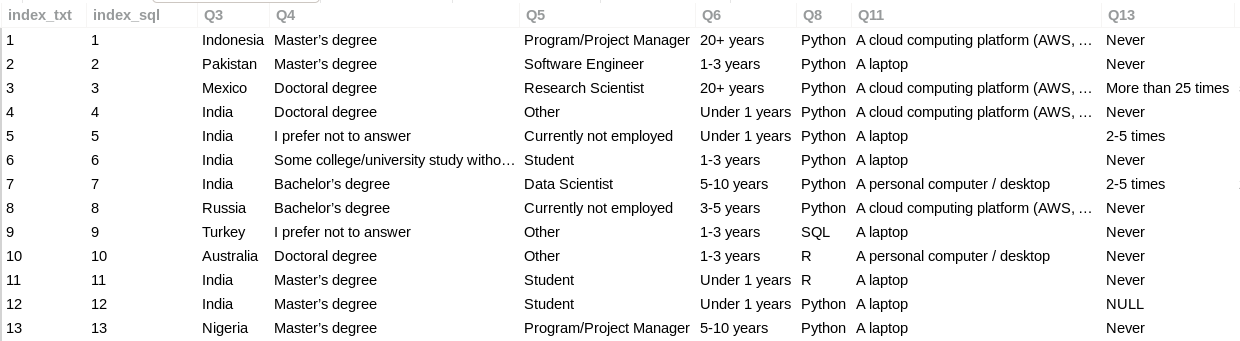 index_txt index_sql Q3 Q4 Q5 Q6 Q8 Q11 Q13
1 1 Indonesia Master’s degree Program/Project Manager 20+ years Python A cloud computing platform (AWS, … Never
2 2 Pakistan Master’s degree Software Engineer 1-3 years Python A laptop Never
3 3 Mexico Doctoral degree Research Scientist 20+ years Python A cloud computing platform (AWS, … More than 25 times
4 4 India Doctoral degree Other Under 1 years Python A cloud computing platform (AWS, … Never
5 5 India I prefer not to answer Currently not employed Under 1 years Python A laptop 2-5 times
6 6 India Some college/university study witho… Student 1-3 years Python A laptop Never
7 7 India Bachelor’s degree Data Scientist 5-10 years Python A personal computer / desktop 2-5 times
8 8 Russia Bachelor’s degree Currently not employed 3-5 years Python A cloud computing platform (AWS, … Never
9 9 Turkey I prefer not to answer Other 1-3 years SQL A laptop Never
10 10 Australia Doctoral degree Other 1-3 years R A personal computer / desktop Never
11 11 India Master’s degree Student Under 1 years R A laptop Never
12 12 India Master’s degree Student Under 1 years Python A laptop NULL
13 13 Nigeria Master’s degree Program/Project Manager 5-10 years Python A laptop Never